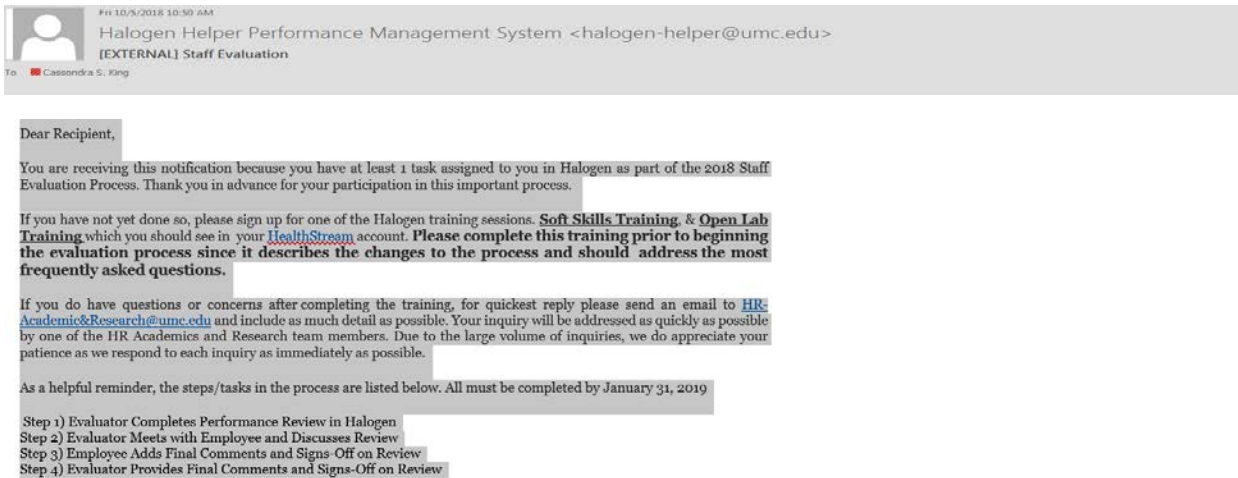 Fri 10/5/2018 10:50 AM
Halogen Helper Performance Management System <halogen-helper@umc.edu>
[EXTERNAL] Staff Evaluation
To Cassondra S. King
Dear Recipient,
You are receiving this notification because you have at least 1 task assigned to you in Halogen as part of the 2018 Staff
Evaluation Process. Thank you in advance for your participation in this important process.
If you have not yet done so, please sign up for one of the Halogen training sessions. Soft Skills Training, & Open Lab
Training which you should see in your HealthStream account. Please complete this training prior to beginning
the evaluation process since it describes the changes to the process and should address the most
frequently asked questions.
If you do have questions or concerns after completing the training, for quickest reply please send an email to HR-
Academic&Research@umc.edu and include as much detail as possible. Your inquiry will be addressed as quickly as possible
by one of the HR Academics and Research team members. Due to the large volume of inquiries, we do appreciate your
patience as we respond to each inquiry as immediately as possible.
As a helpful reminder, the steps/tasks in the process are listed below. All must be completed by January 31, 2019
Step 1) Evaluator Completes Performance Review in Halogen
Step 2) Evaluator Meets with Employee and Discusses Review
Step 3) Employee Adds Final Comments and Signs-Off on Review
Step 4) Evaluator Provides Final Comments and Signs-Off on Review